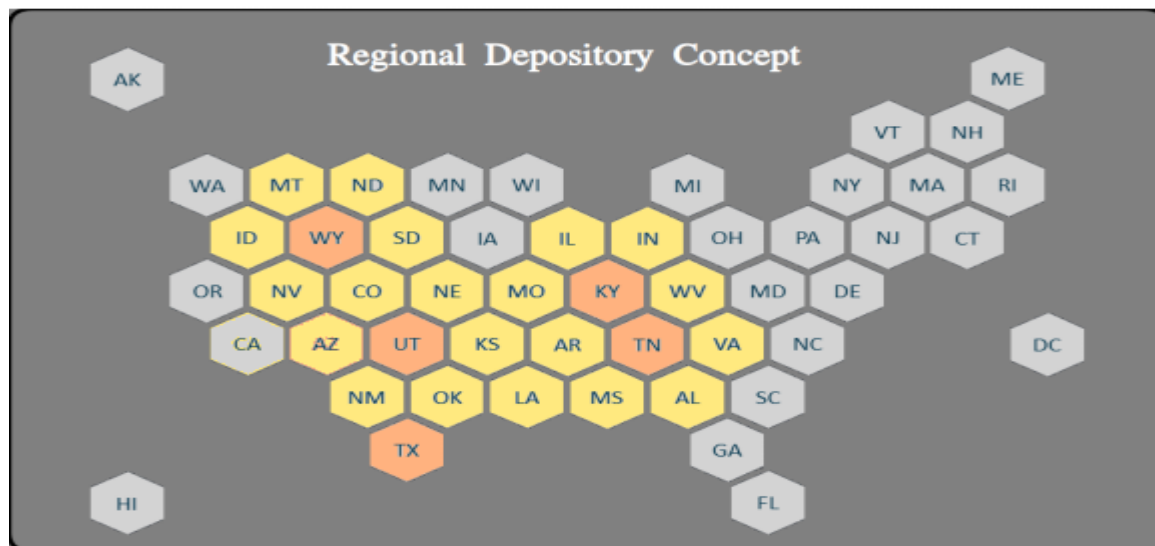 Regional Depository Concept
AK
ME
VT NH
WA MT ND MN WI MI NY MA RI
ID WY SD IA IL IN OH PA NJ CT
OR NV CO NE MO KY WV MD DE
CA AZ UT KS AR TN VA NC DC
NM OK LA MS AL SC
TX GA
HI FL